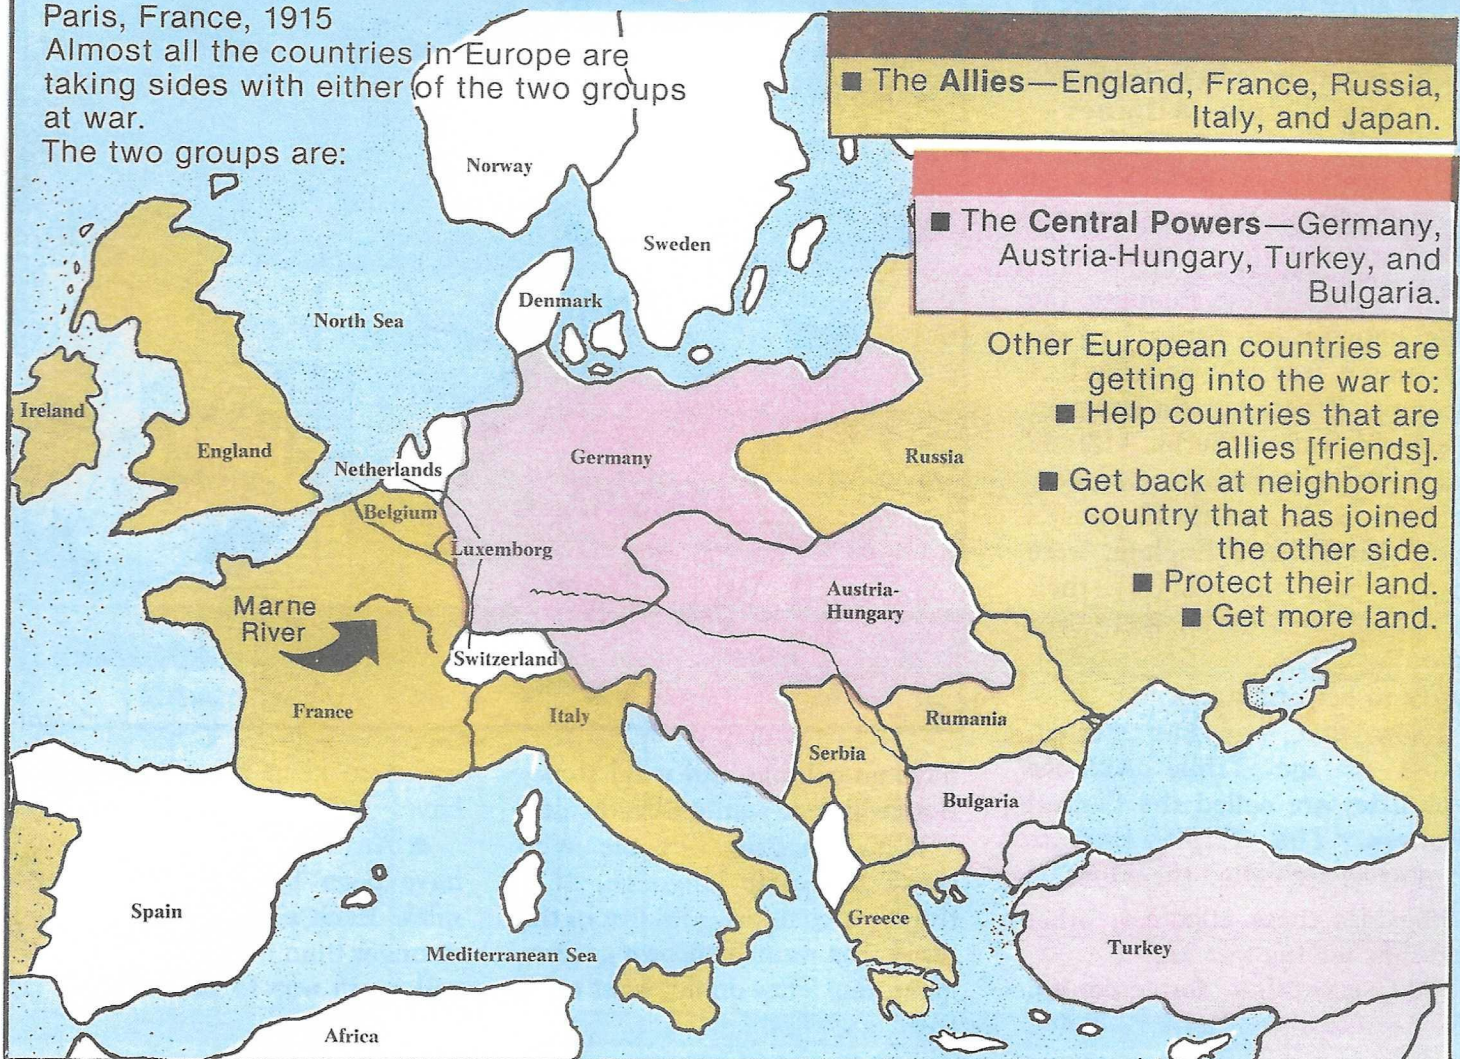 Paris, France, 1915
Almost all the countries in Europe are
taking sides with either of the two groups
at war.
The two groups are:
■ The Allies—England, France, Russia,
Italy, and Japan.
■ The Central Powers—Germany,
Austria-Hungary, Turkey, and
Bulgaria.
Other European countries are
getting into the war to:
■ Help countries that are
allies [friends].
■ Get back at neighboring
country that has joined
the other side.
■ Protect their land.
■ Get more land.
Norway
Sweden
Denmark
North Sea
Ireland
England
Netherlands
Germany
Russia
Belgium
Luxemborg
Austria-
Hungary
Marne
River
Switzerland
France
Italy
Rumania
Serbia
Bulgaria
Spain
Greece
Mediterranean Sea
Turkey
Africa